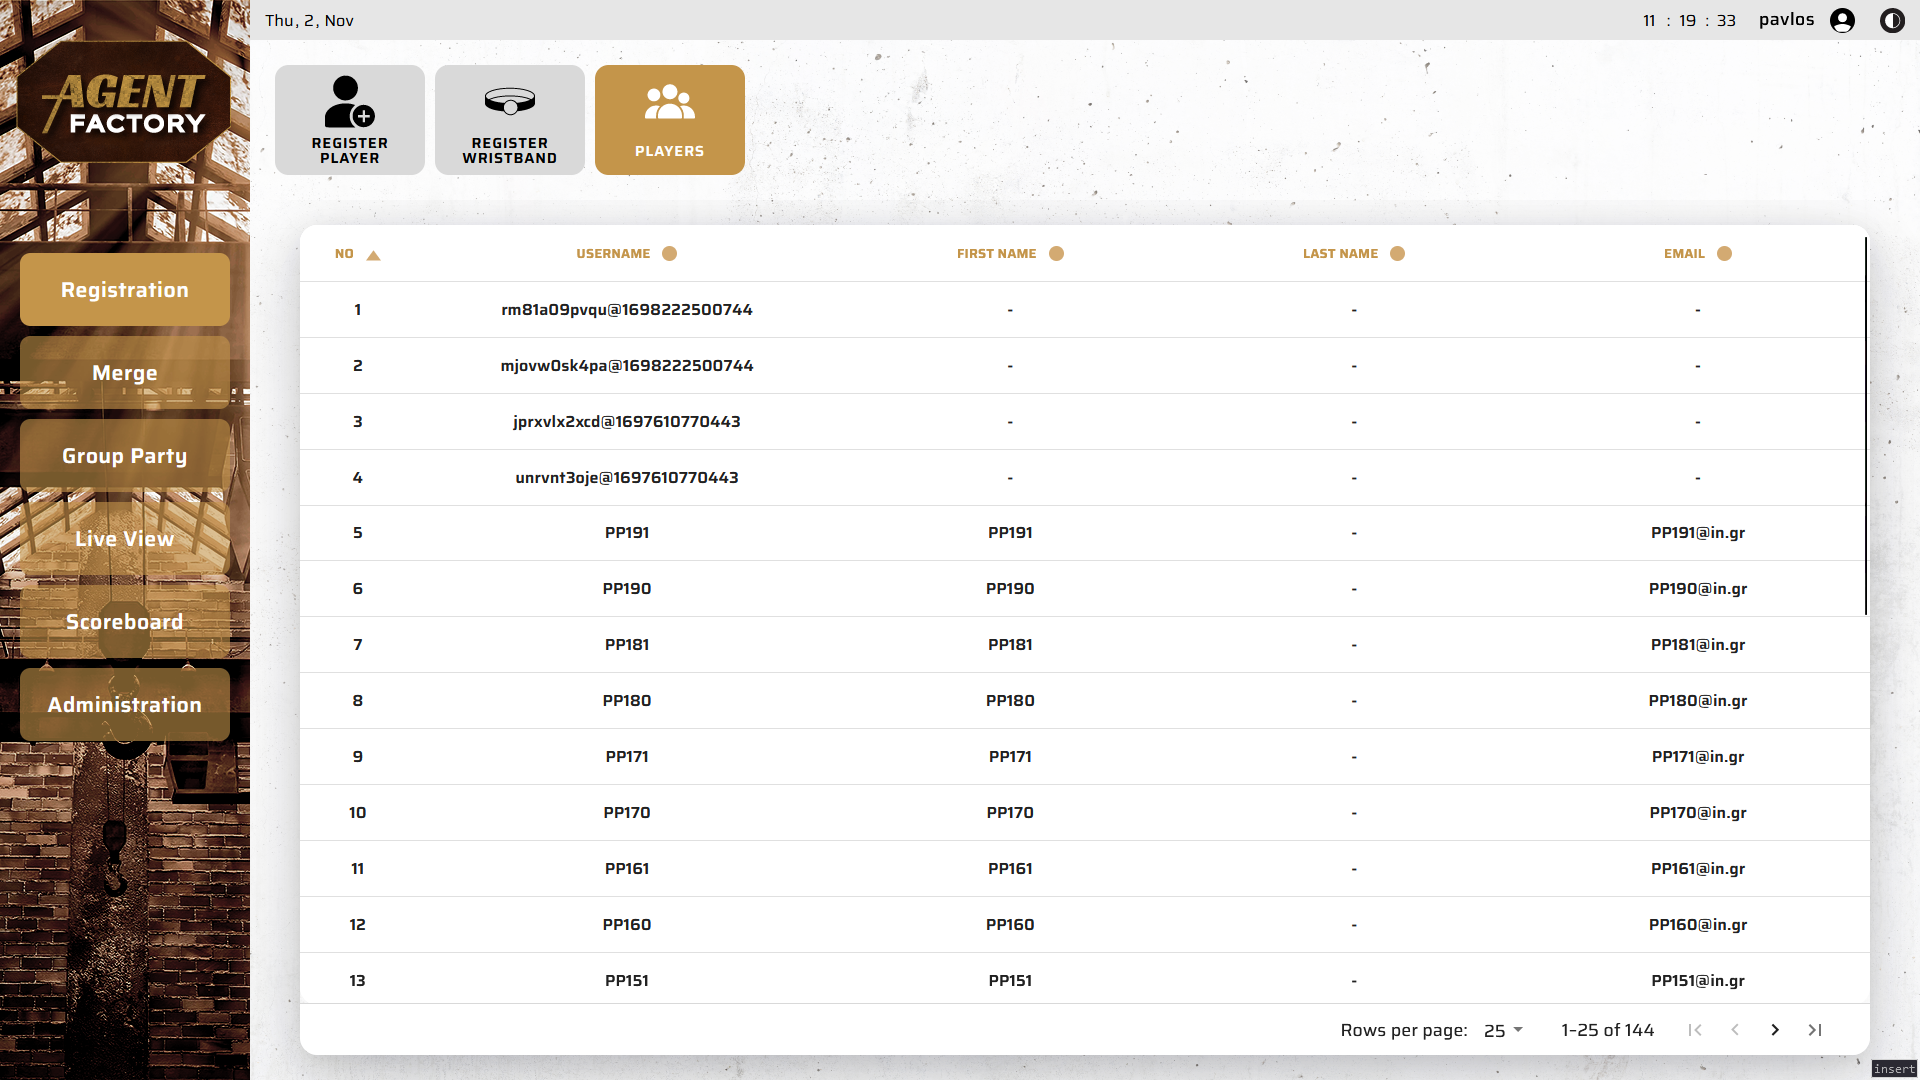 Thu, 2, Nov
11 : 19 : 33 pavlos
AGENT
FACTORY
REGISTER
PLAYER
REGISTER
WRISTBAND
PLAYERS
Registration
Merge
Group Party
Live View
Scoreboard
Administration
NO USERNAME FIRST NAME LAST NAME EMAIL
1 rm81a09pvqu@1698222500744 - - -
2 mjovw0sk4pa@1698222500744 - - -
3 jprxvlx2xcd@1697610770443 - - -
4 unrvnt3oje@1697610770443 - - -
5 PP191 PP191 - PP191@in.gr
6 PP190 PP190 - PP190@in.gr
7 PP181 PP181 - PP181@in.gr
8 PP180 PP180 - PP180@in.gr
9 PP171 PP171 - PP171@in.gr
10 PP170 PP170 - PP170@in.gr
11 PP161 PP161 - PP161@in.gr
12 PP160 PP160 - PP160@in.gr
13 PP151 PP151 - PP151@in.gr
Rows per page: 25 1–25 of 144
insert